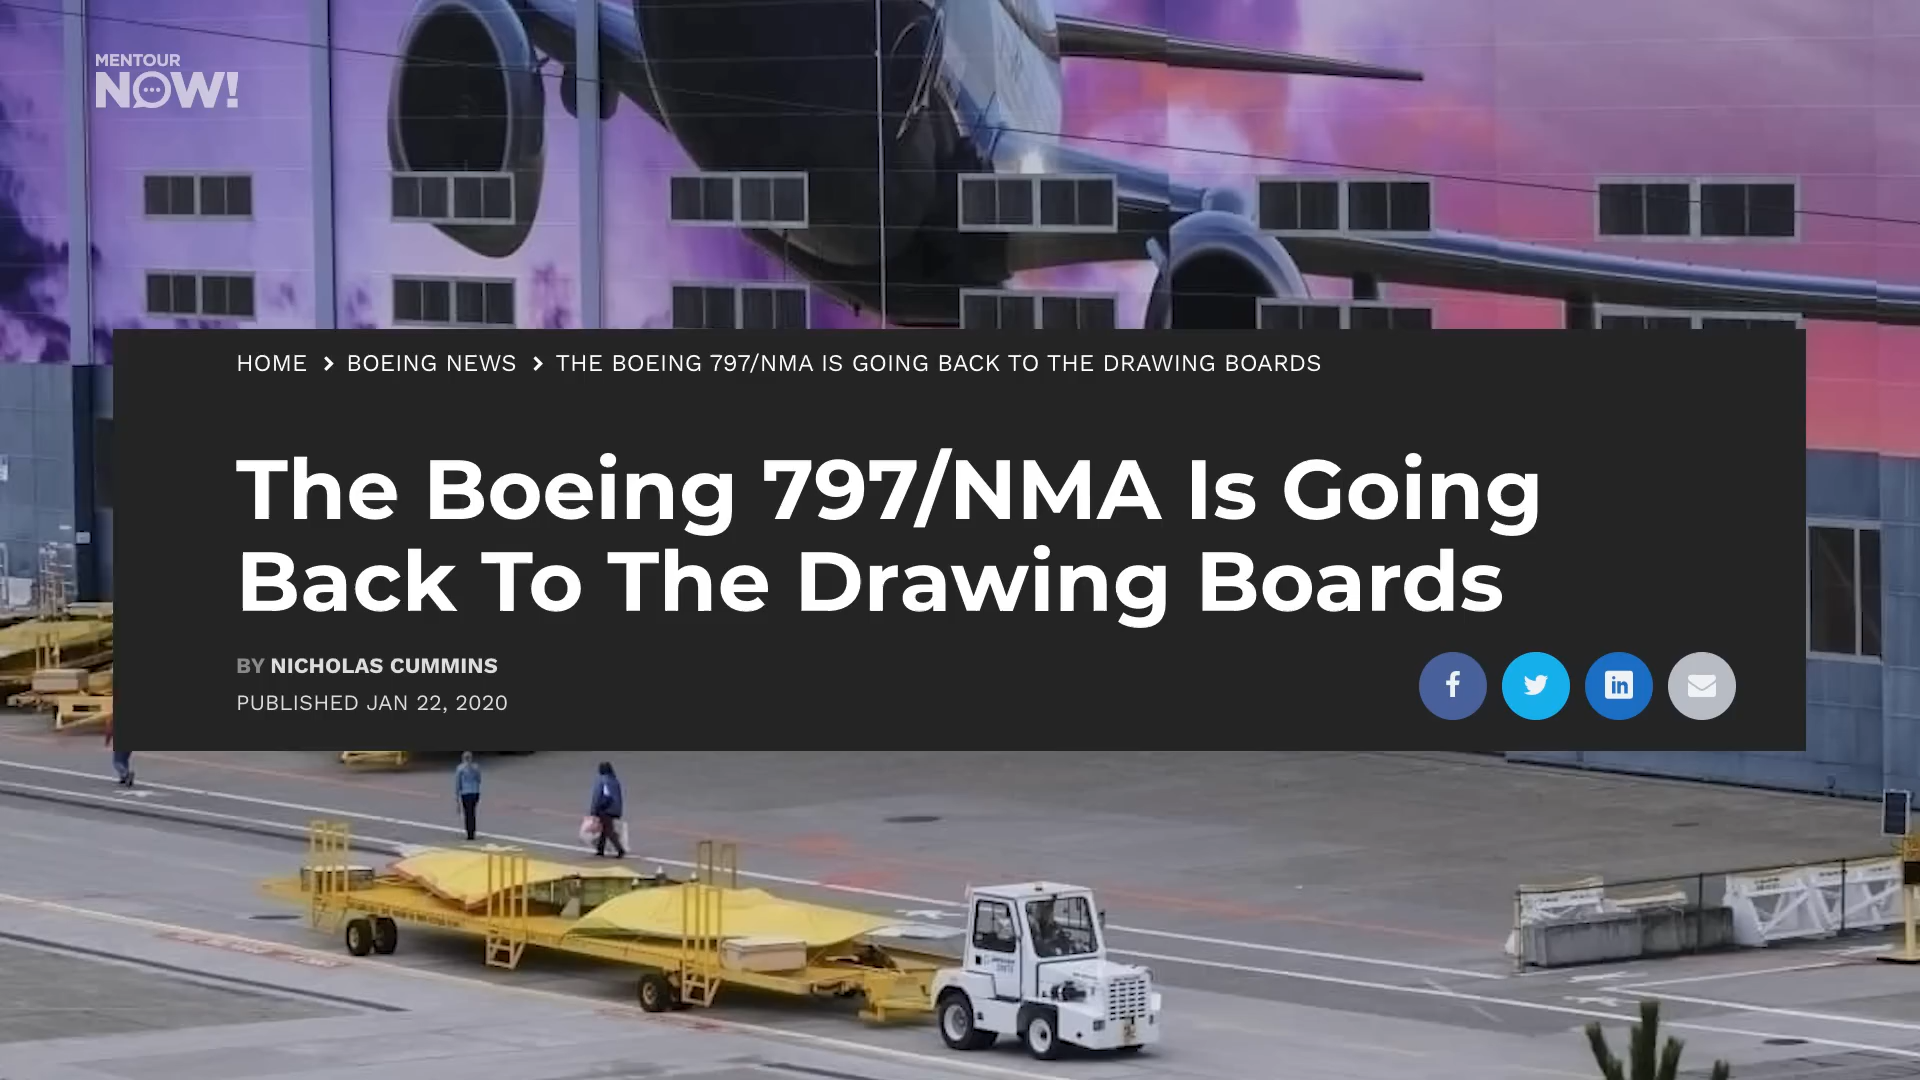 MENTOUR
NOW!
HOME > BOEING NEWS > THE BOEING 797/NMA IS GOING BACK TO THE DRAWING BOARDS
The Boeing 797/NMA Is Going
Back To The Drawing Boards
BY NICHOLAS CUMMINS
PUBLISHED JAN 22, 2020